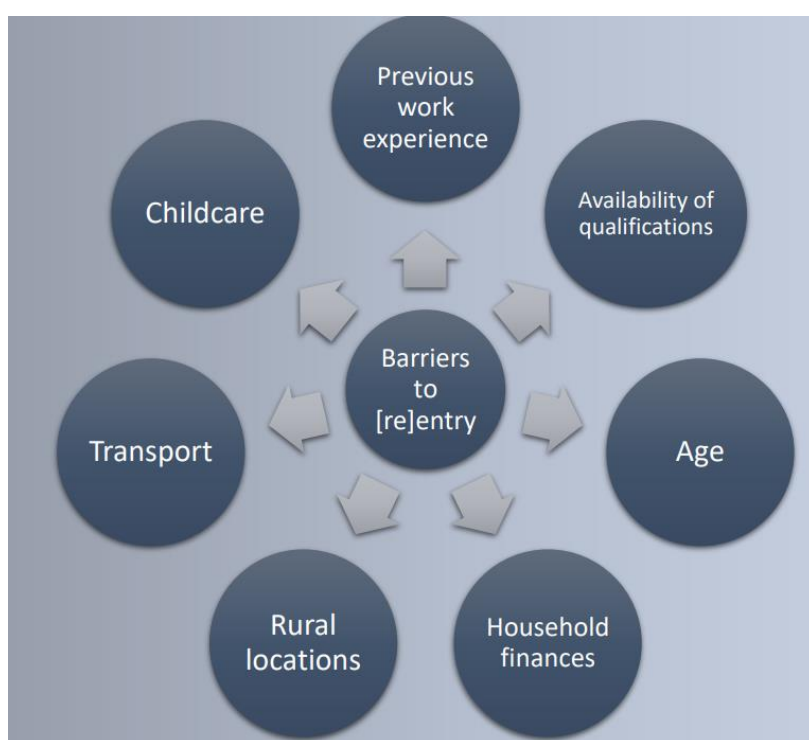 Previous
work
experience
Availability of
qualifications
Age
Household
finances
Rural
locations
Transport
Childcare
Barriers
to
[re]entry